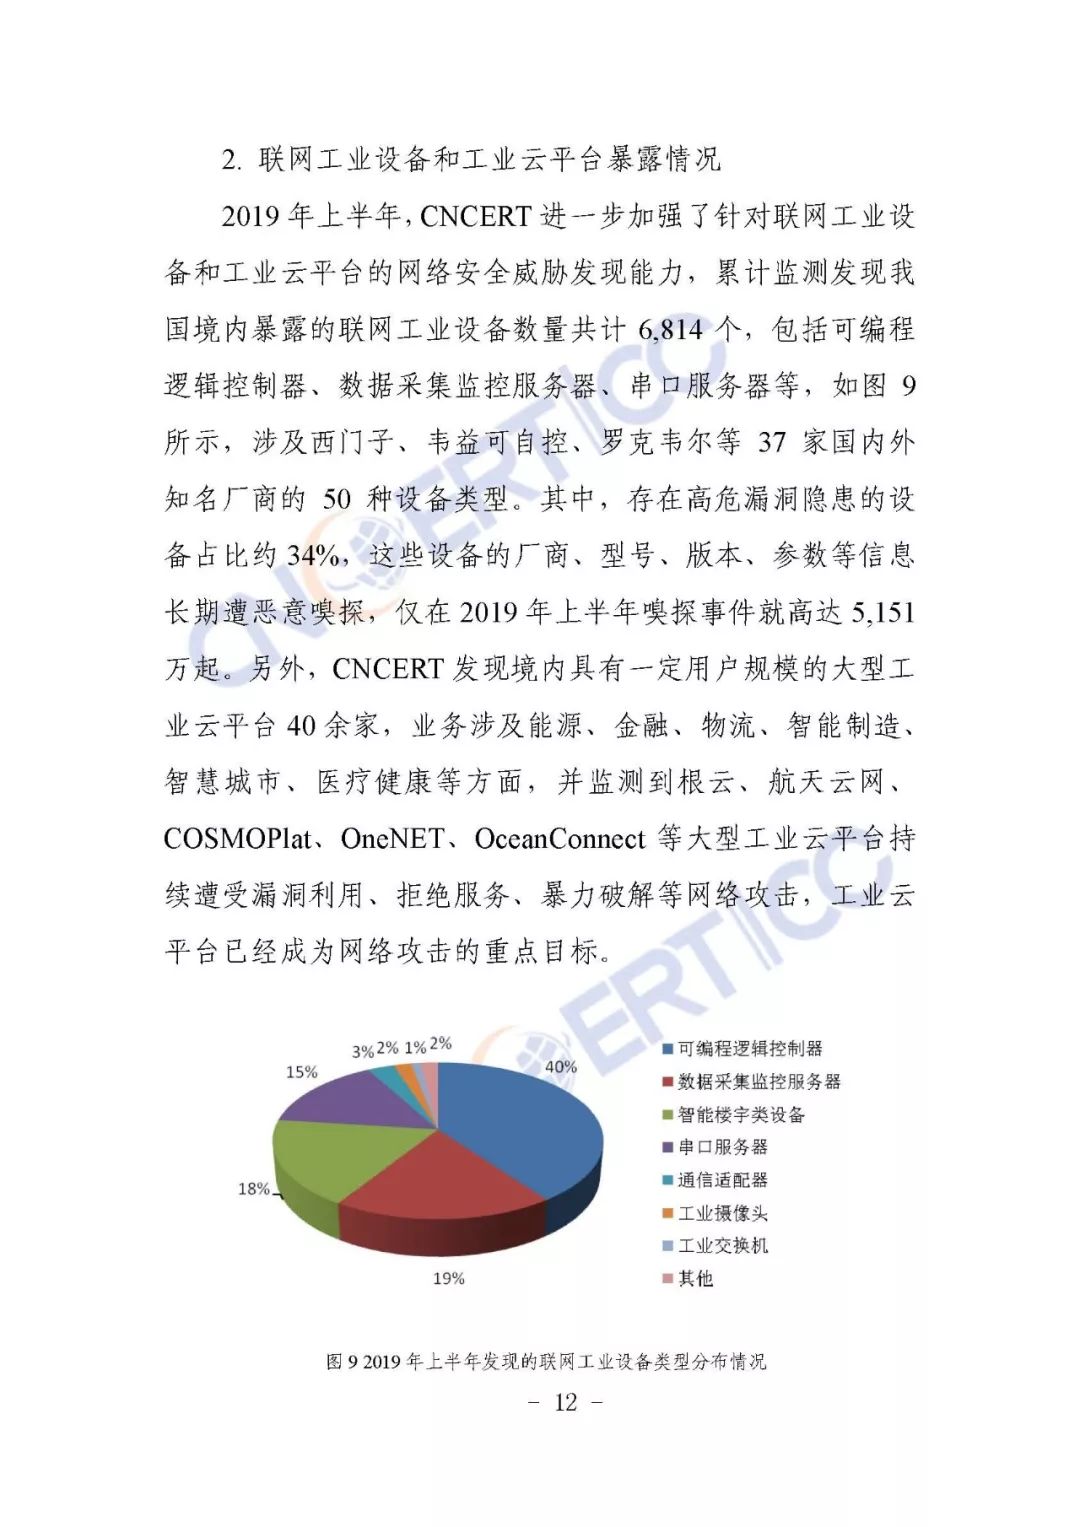 2. 联网工业设备和工业云平台暴露情况
2019 年上半年，CNCERT 进一步加强了针对联网工业设
备和工业云平台的网络安全威胁发现能力，累计监测发现我
国境内暴露的联网工业设备数量共计 6,814 个，包括可编程
逻辑控制器、数据采集监控服务器、串口服务器等，如图 9
所示，涉及西门子、韦益可自控、罗克韦尔等 37 家国内外
知名厂商的 50 种设备类型。其中，存在高危漏洞隐患的设
备占比约 34%，这些设备的厂商、型号、版本、参数等信息
长期遭恶意嗅探，仅在 2019 年上半年嗅探事件就高达 5,151
万起。另外，CNCERT 发现境内具有一定用户规模的大型工
业云平台 40 余家，业务涉及能源、金融、物流、智能制造、
智慧城市、医疗健康等方面，并监测到根云、航天云网、
COSMOPlat、OneNET、OceanConnect 等大型工业云平台持
续遭受漏洞利用、拒绝服务、暴力破解等网络攻击，工业云
平台已经成为网络攻击的重点目标。
CNCERT/CC
CNCERT/CC
3% 2% 1% 2%
15%
40%
18%
19%
可编程逻辑控制器
数据采集监控服务器
智能楼宇类设备
串口服务器
通信适配器
工业摄像头
工业交换机
其他
图 9 2019 年上半年发现的联网工业设备类型分布情况
- 12 -